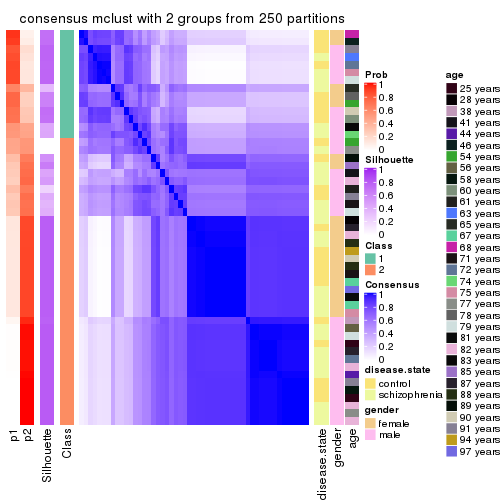 consensus mclust with 2 groups from 250 partitions
p1
p2
Silhouette
Class
disease.state
gender
age
Prob
1
0.8
0.6
0.4
0.2
0
Silhouette
1
0.8
0.6
0.4
0.2
0
Class
1
2
Consensus
1
0.8
0.6
0.4
0.2
0
disease.state
control
schizophrenia
gender
female
male
age
25 years
28 years
38 years
41 years
44 years
46 years
54 years
56 years
58 years
60 years
61 years
63 years
65 years
67 years
68 years
71 years
72 years
74 years
75 years
77 years
78 years
79 years
81 years
82 years
83 years
85 years
87 years
88 years
89 years
90 years
91 years
94 years
97 years